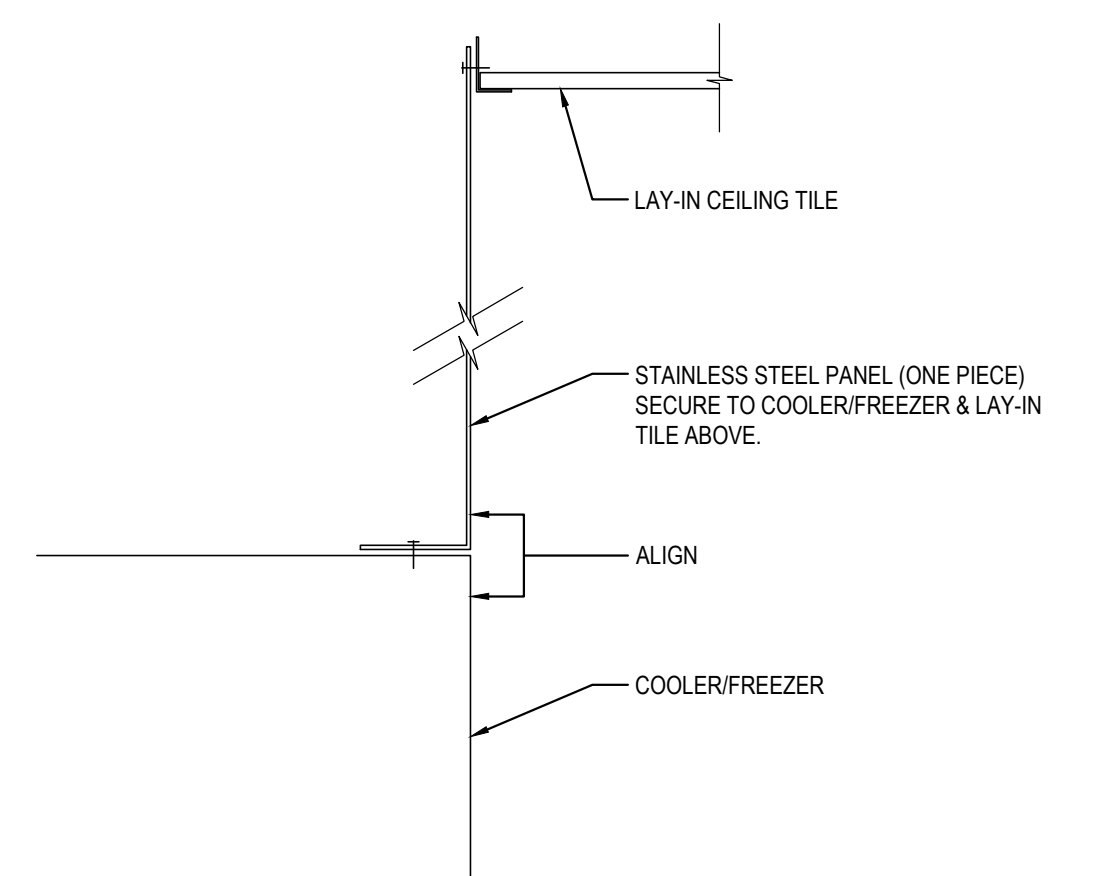 LAY-IN CEILING TILE
STAINLESS STEEL PANEL (ONE PIECE)
SECURE TO COOLER/FREEZER & LAY-IN
TILE ABOVE.
ALIGN
COOLER/FREEZER